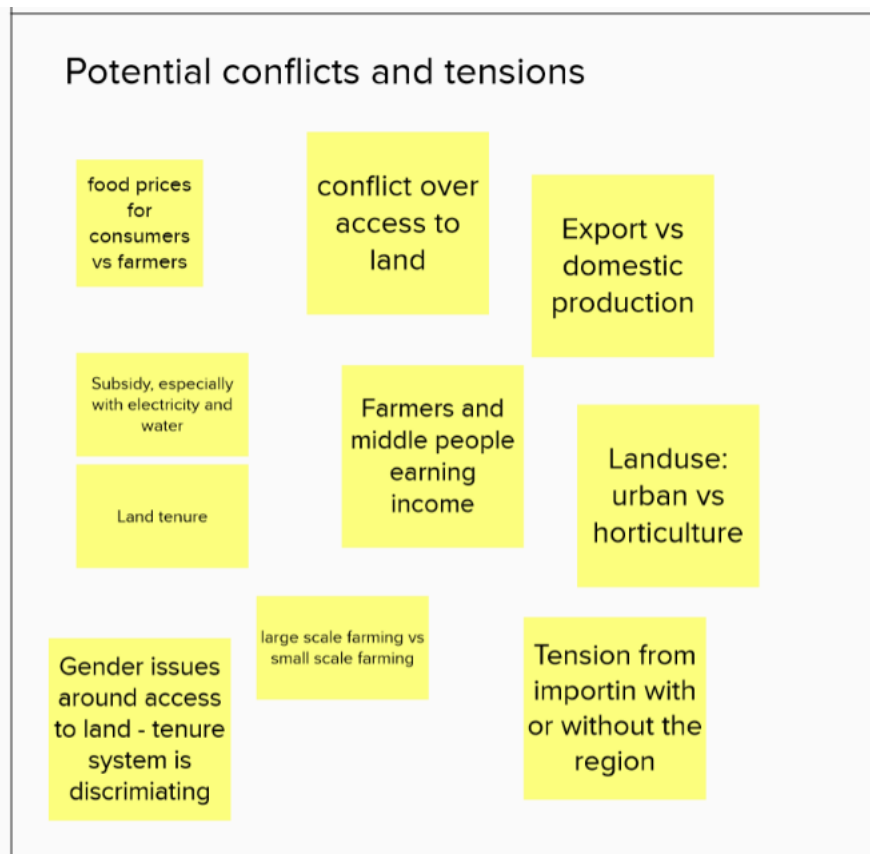 Potential conflicts and tensions
food prices
for
consumers
vs farmers
conflict over
access to
land
Export vs
domestic
production
Subsidy, especially
with electricity and
water
Farmers and
middle people
earning
income
Landuse:
urban vs
horticulture
Land tenure
large scale farming vs
small scale farming
Gender issues
around access
to land - tenure
system is
discrimiating
Tension from
importin with
or without the
region